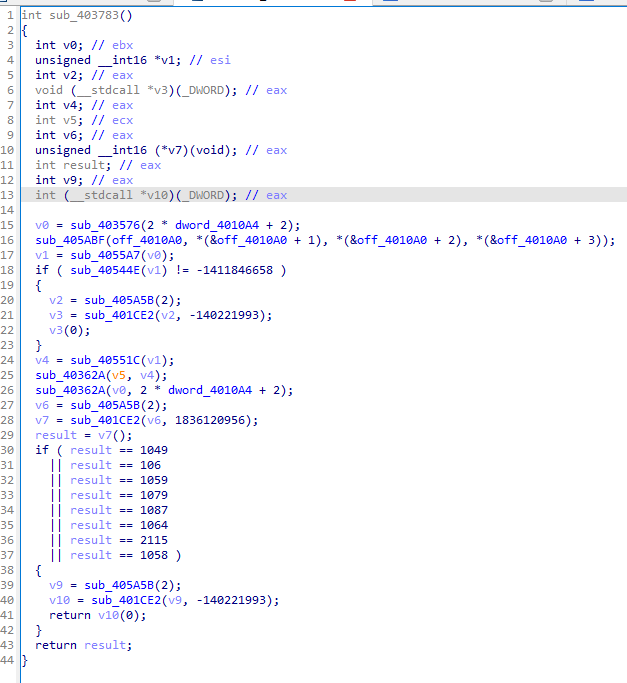 1 int sub_403783()
2 {
3   int v0; // ebx
4   unsigned __int16 *v1; // esi
5   int v2; // eax
6   void (__stdcall *v3)(_DWORD); // eax
7   int v4; // eax
8   int v5; // ecx
9   int v6; // eax
10   unsigned __int16 (*v7)(void); // eax
11   int result; // eax
12   int v9; // eax
13   int (__stdcall *v10)(_DWORD); // eax
14
15   v0 = sub_403576(2 * dword_4010A4 + 2);
16   sub_405ABF(off_4010A0, *(&off_4010A0 + 1), *(&off_4010A0 + 2), *(&off_4010A0 + 3));
17   v1 = sub_4055A7(v0);
18   if ( sub_40544E(v1) != -1411846658 )
19   {
20     v2 = sub_405A5B(2);
21     v3 = sub_401CE2(v2, -140221993);
22     v3(0);
23   }
24   v4 = sub_40551C(v1);
25   sub_40362A(v5, v4);
26   sub_40362A(v0, 2 * dword_4010A4 + 2);
27   v6 = sub_405A5B(2);
28   v7 = sub_401CE2(v6, 1836120956);
29   result = v7();
30   if ( result == 1049
31     || result == 106
32     || result == 1059
33     || result == 1079
34     || result == 1087
35     || result == 1064
36     || result == 2115
37     || result == 1058 )
38   {
39     v9 = sub_405A5B(2);
40     v10 = sub_401CE2(v9, -140221993);
41     return v10(0);
42   }
43   return result;
44 }